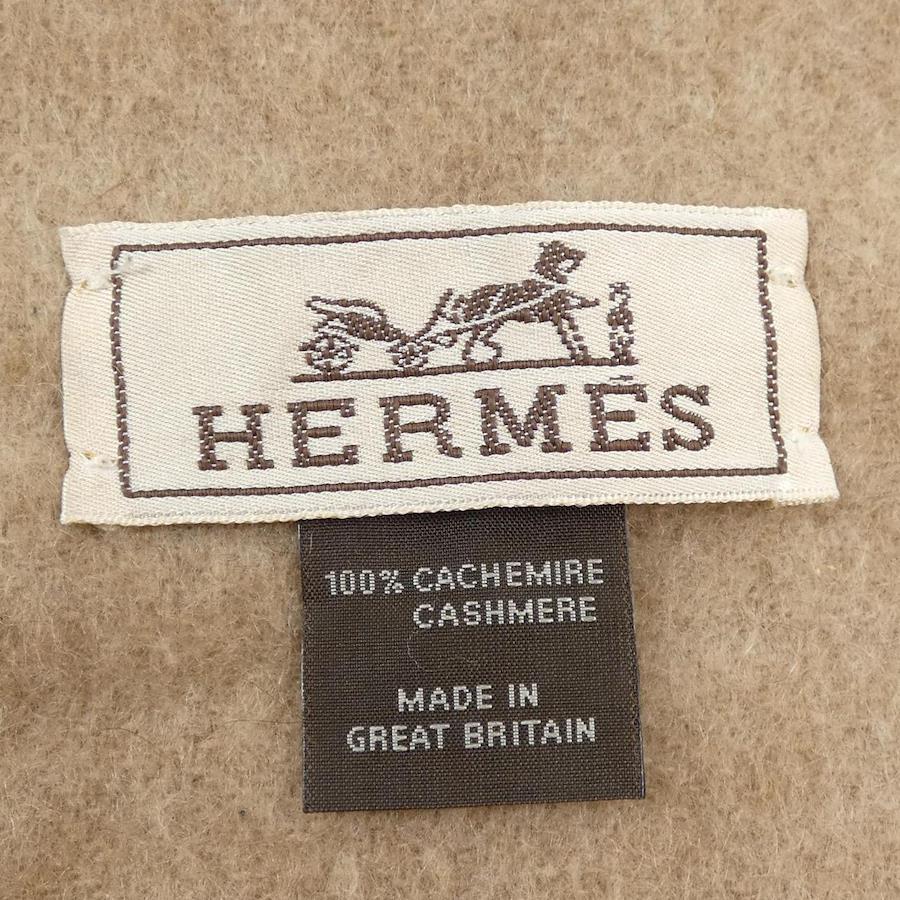 HERMÈS
100% CACHEMIRE
CASHMERE
MADE IN
GREAT BRITAIN